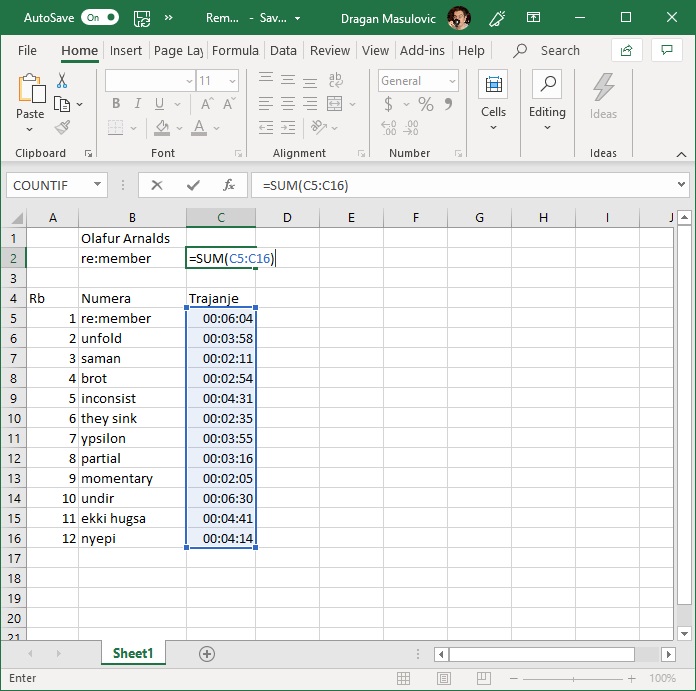 AutoSave On » Rem... - Sav... Dragan Masulovic
File Home Insert Page Lay Formula Data Review View Add-ins Help Search
Paste
11
B I U A A
ab
General
$ % 9
Cells
Editing
Ideas
Clipboard Font Alignment Number Ideas
COUNTIF fx =SUM(C5:C16)
A B C D E F G H I J
1 Olafur Arnalds
2 re:member =SUM(C5:C16)
3
4 Rb Numera Trajanje
5 1 re:member 00:06:04
6 2 unfold 00:03:58
7 3 saman 00:02:11
8 4 brot 00:02:54
9 5 inconsist 00:04:31
10 6 they sink 00:02:35
11 7 ypsilon 00:03:55
12 8 partial 00:03:16
13 9 momentary 00:02:05
14 10 undir 00:06:30
15 11 ekki hugsa 00:04:41
16 12 nyepi 00:04:14
17
18
19
20
21
Sheet1
Enter 100%